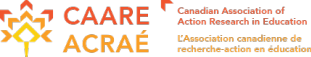 CAARE
ACRAÉ
Canadian Association of
Action Research in Education
L'Association canadienne de
recherche-action en éducation